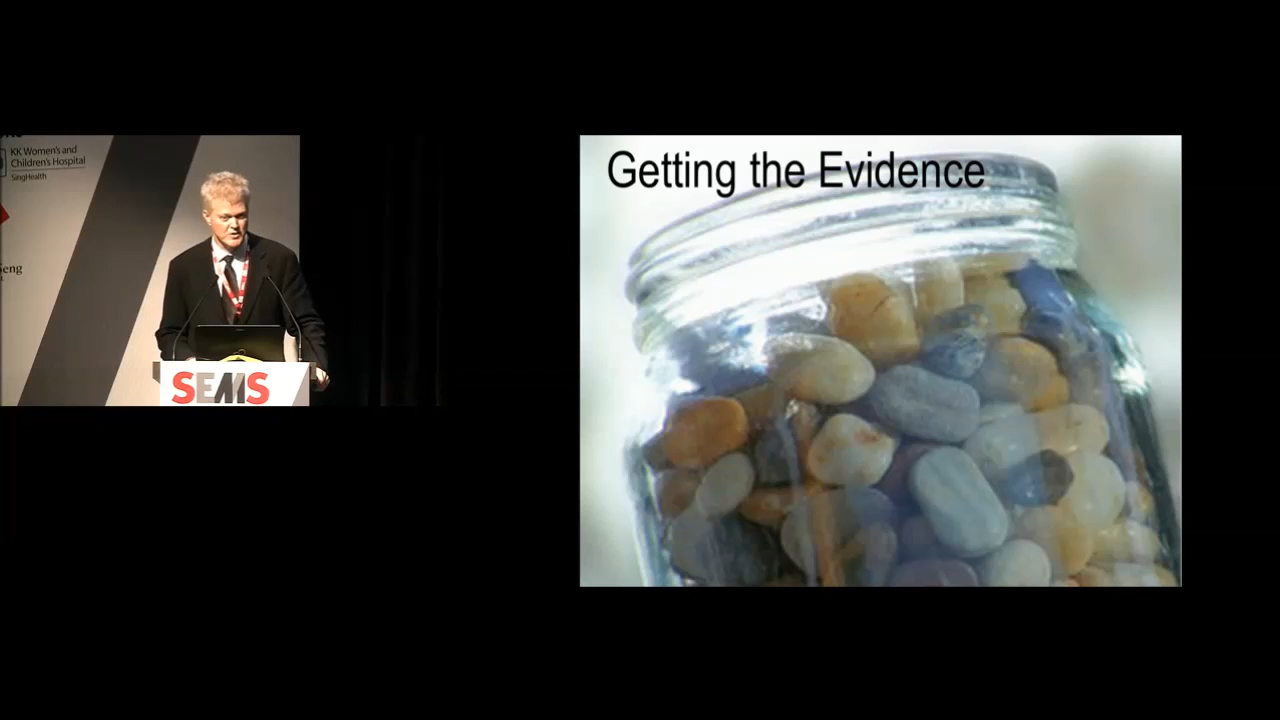 KK Women's and
Children's Hospital
SingHealth
SEMS
Getting the Evidence